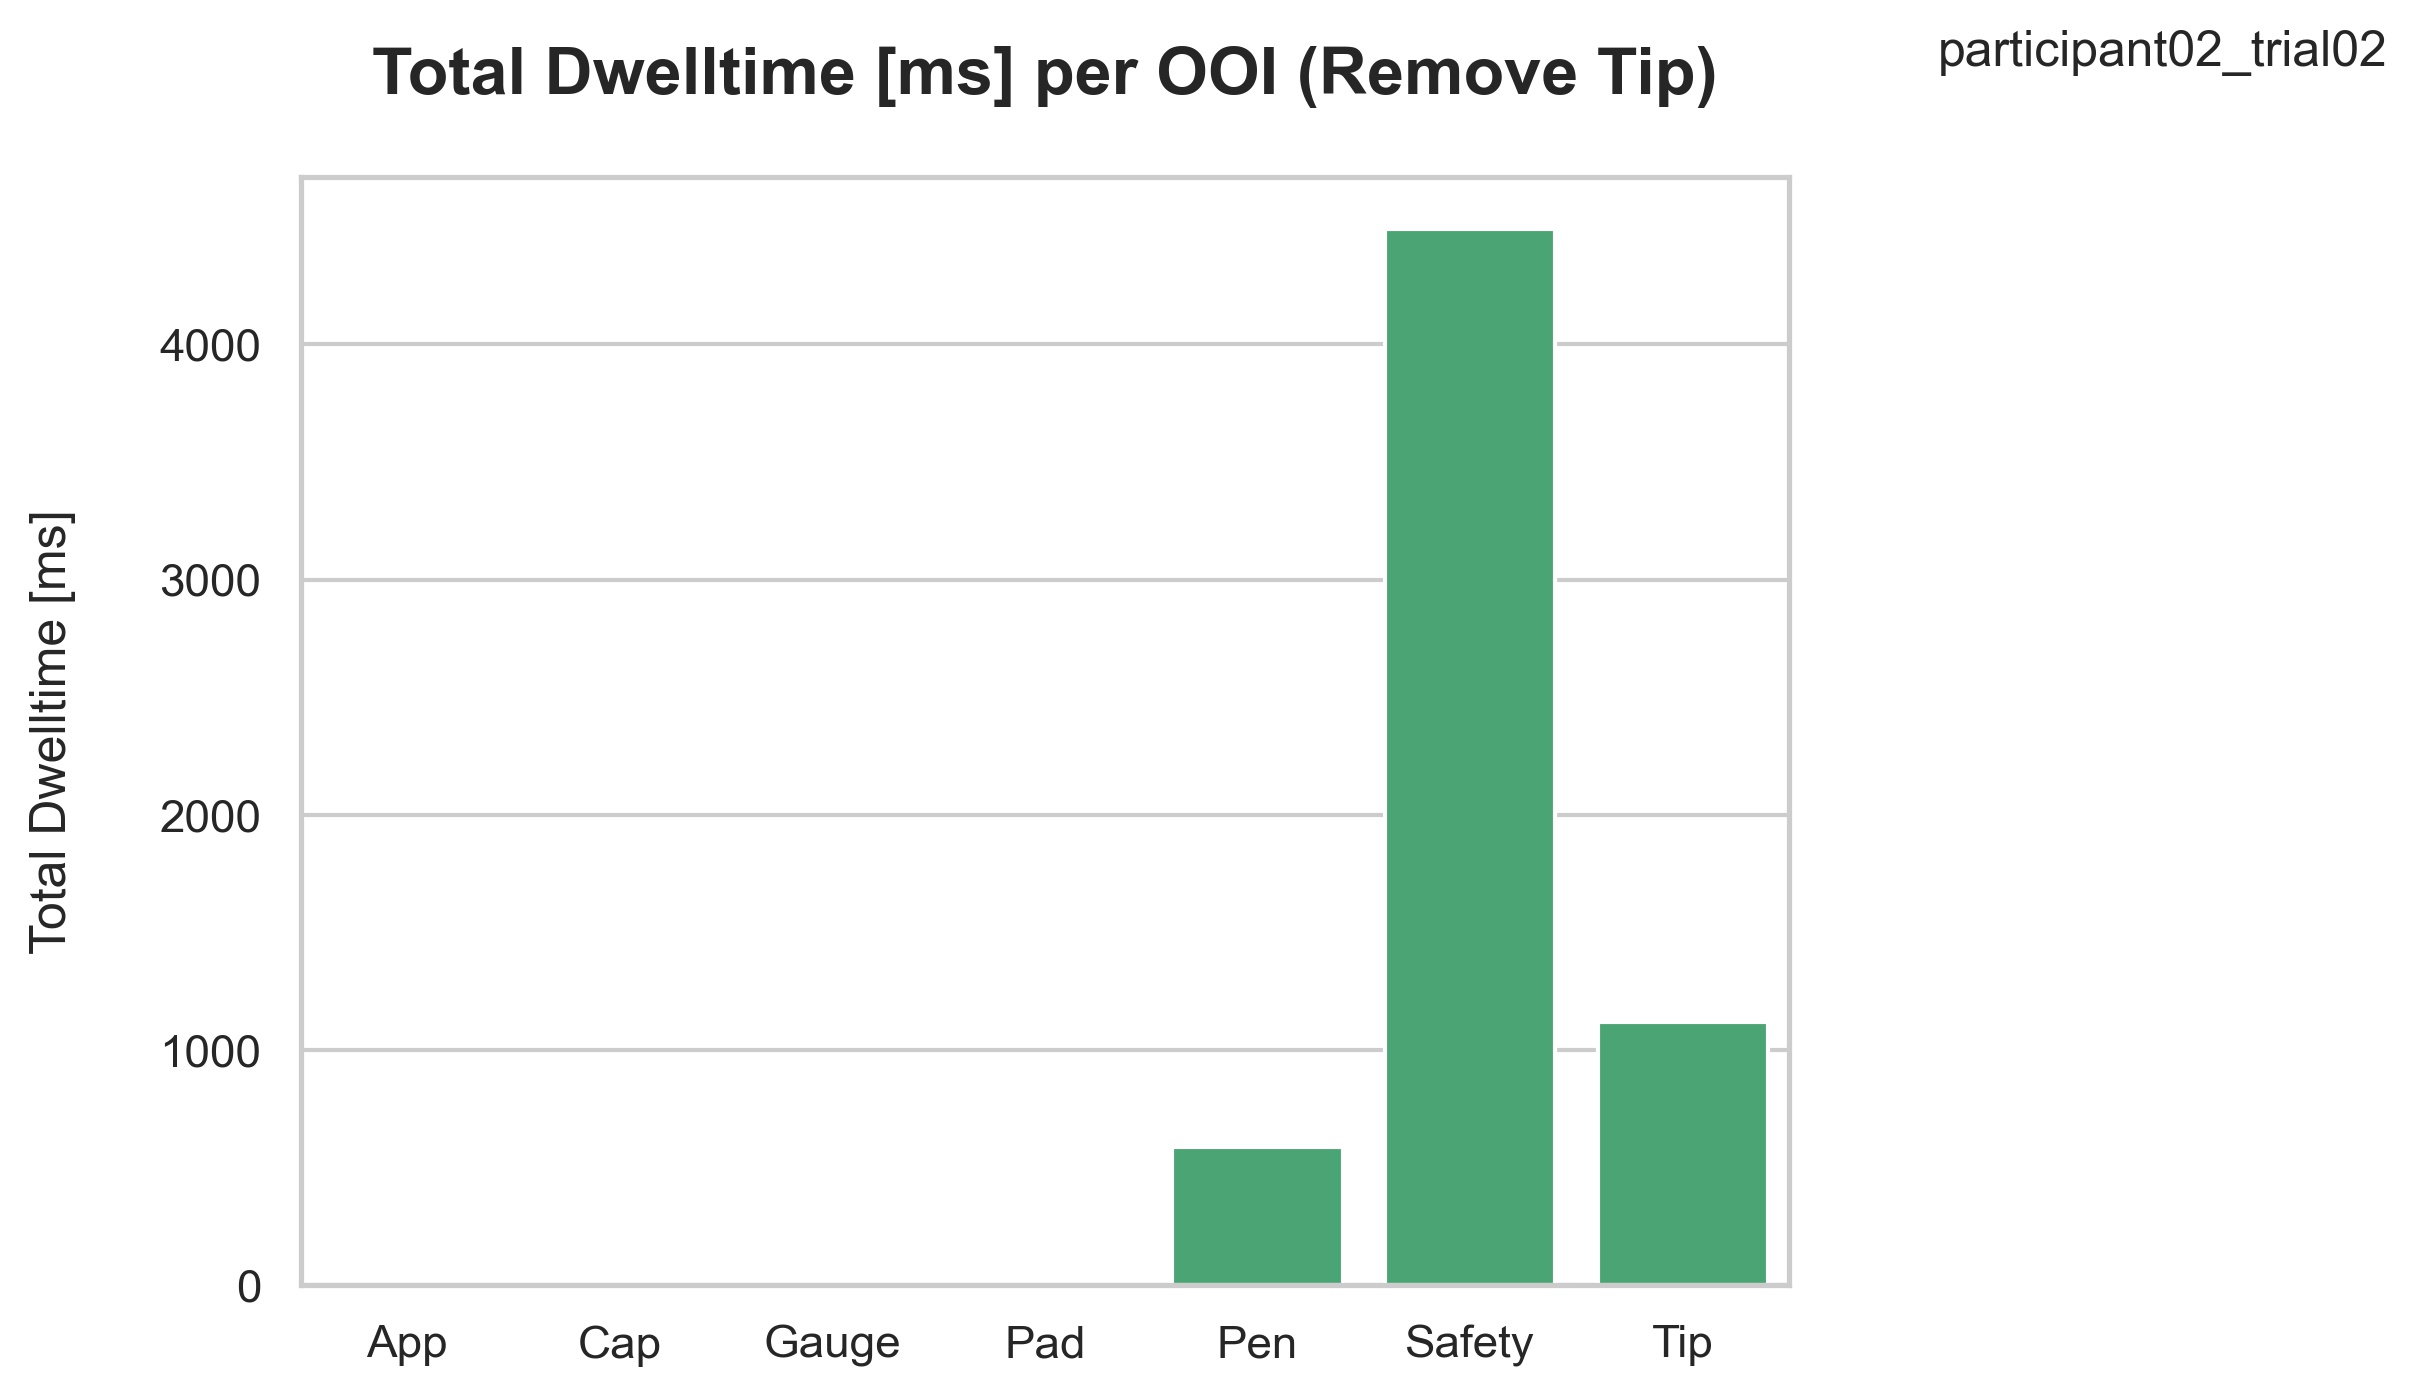 participant02_trial02
Total Dwelltime [ms] per OOI (Remove Tip)
Total Dwelltime [ms]
4000
3000
2000
1000
0
App Cap Gauge Pad Pen Safety Tip